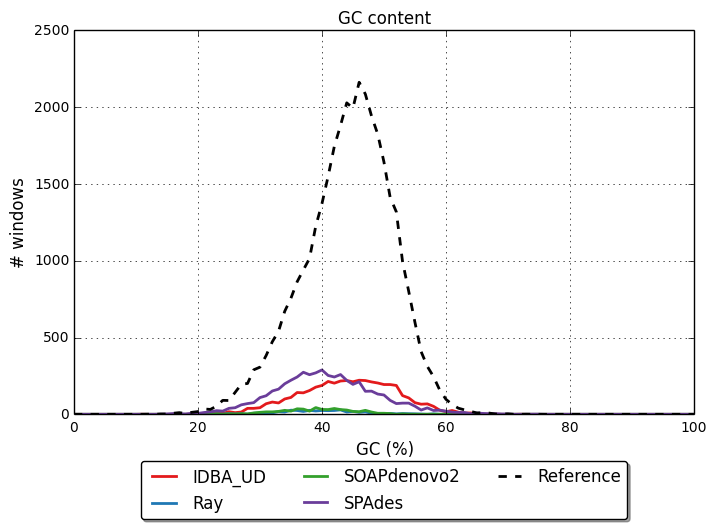 GC content
2500
2000
1500
1000
500
0
# windows
0 20 40 60 80 100
GC (%)
IDBA_UD SOAPdenovo2 Reference
Ray SPAdes